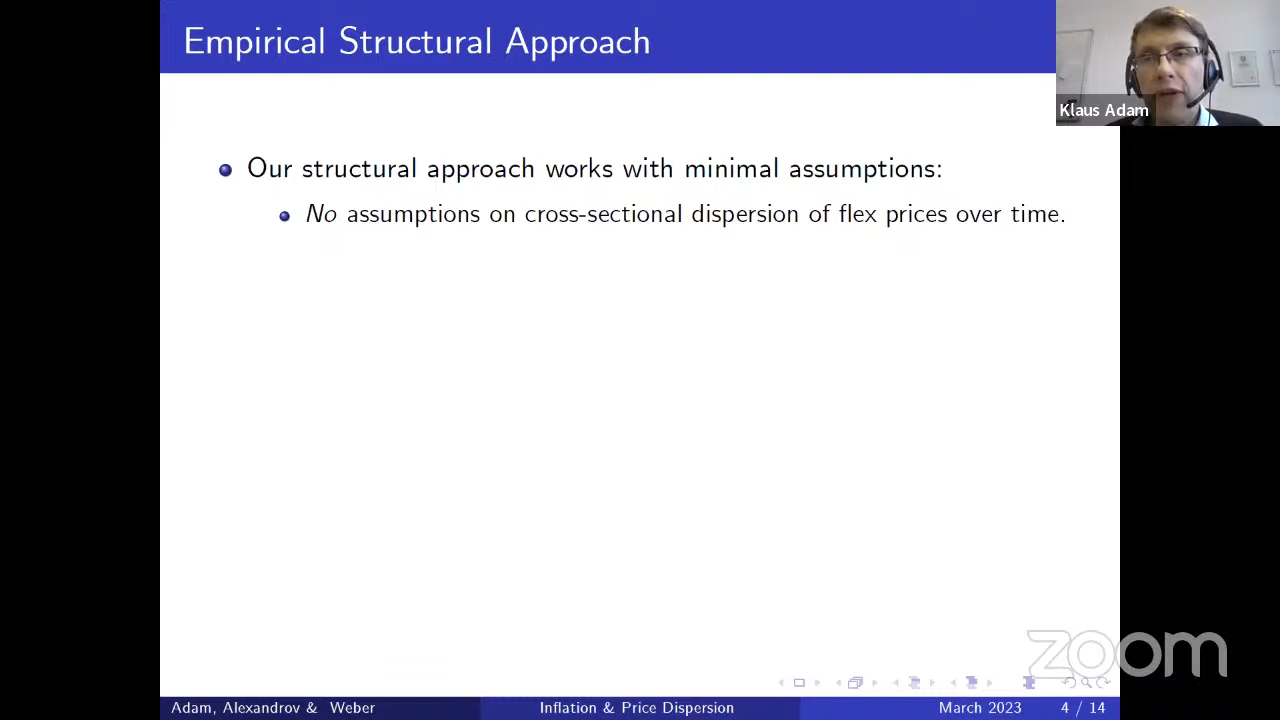 Empirical Structural Approach
Klaus Adam
Our structural approach works with minimal assumptions:
No assumptions on cross-sectional dispersion of flex prices over time.
zoom
Adam, Alexandrov & Weber
Inflation & Price Dispersion
March 2023
4 / 14